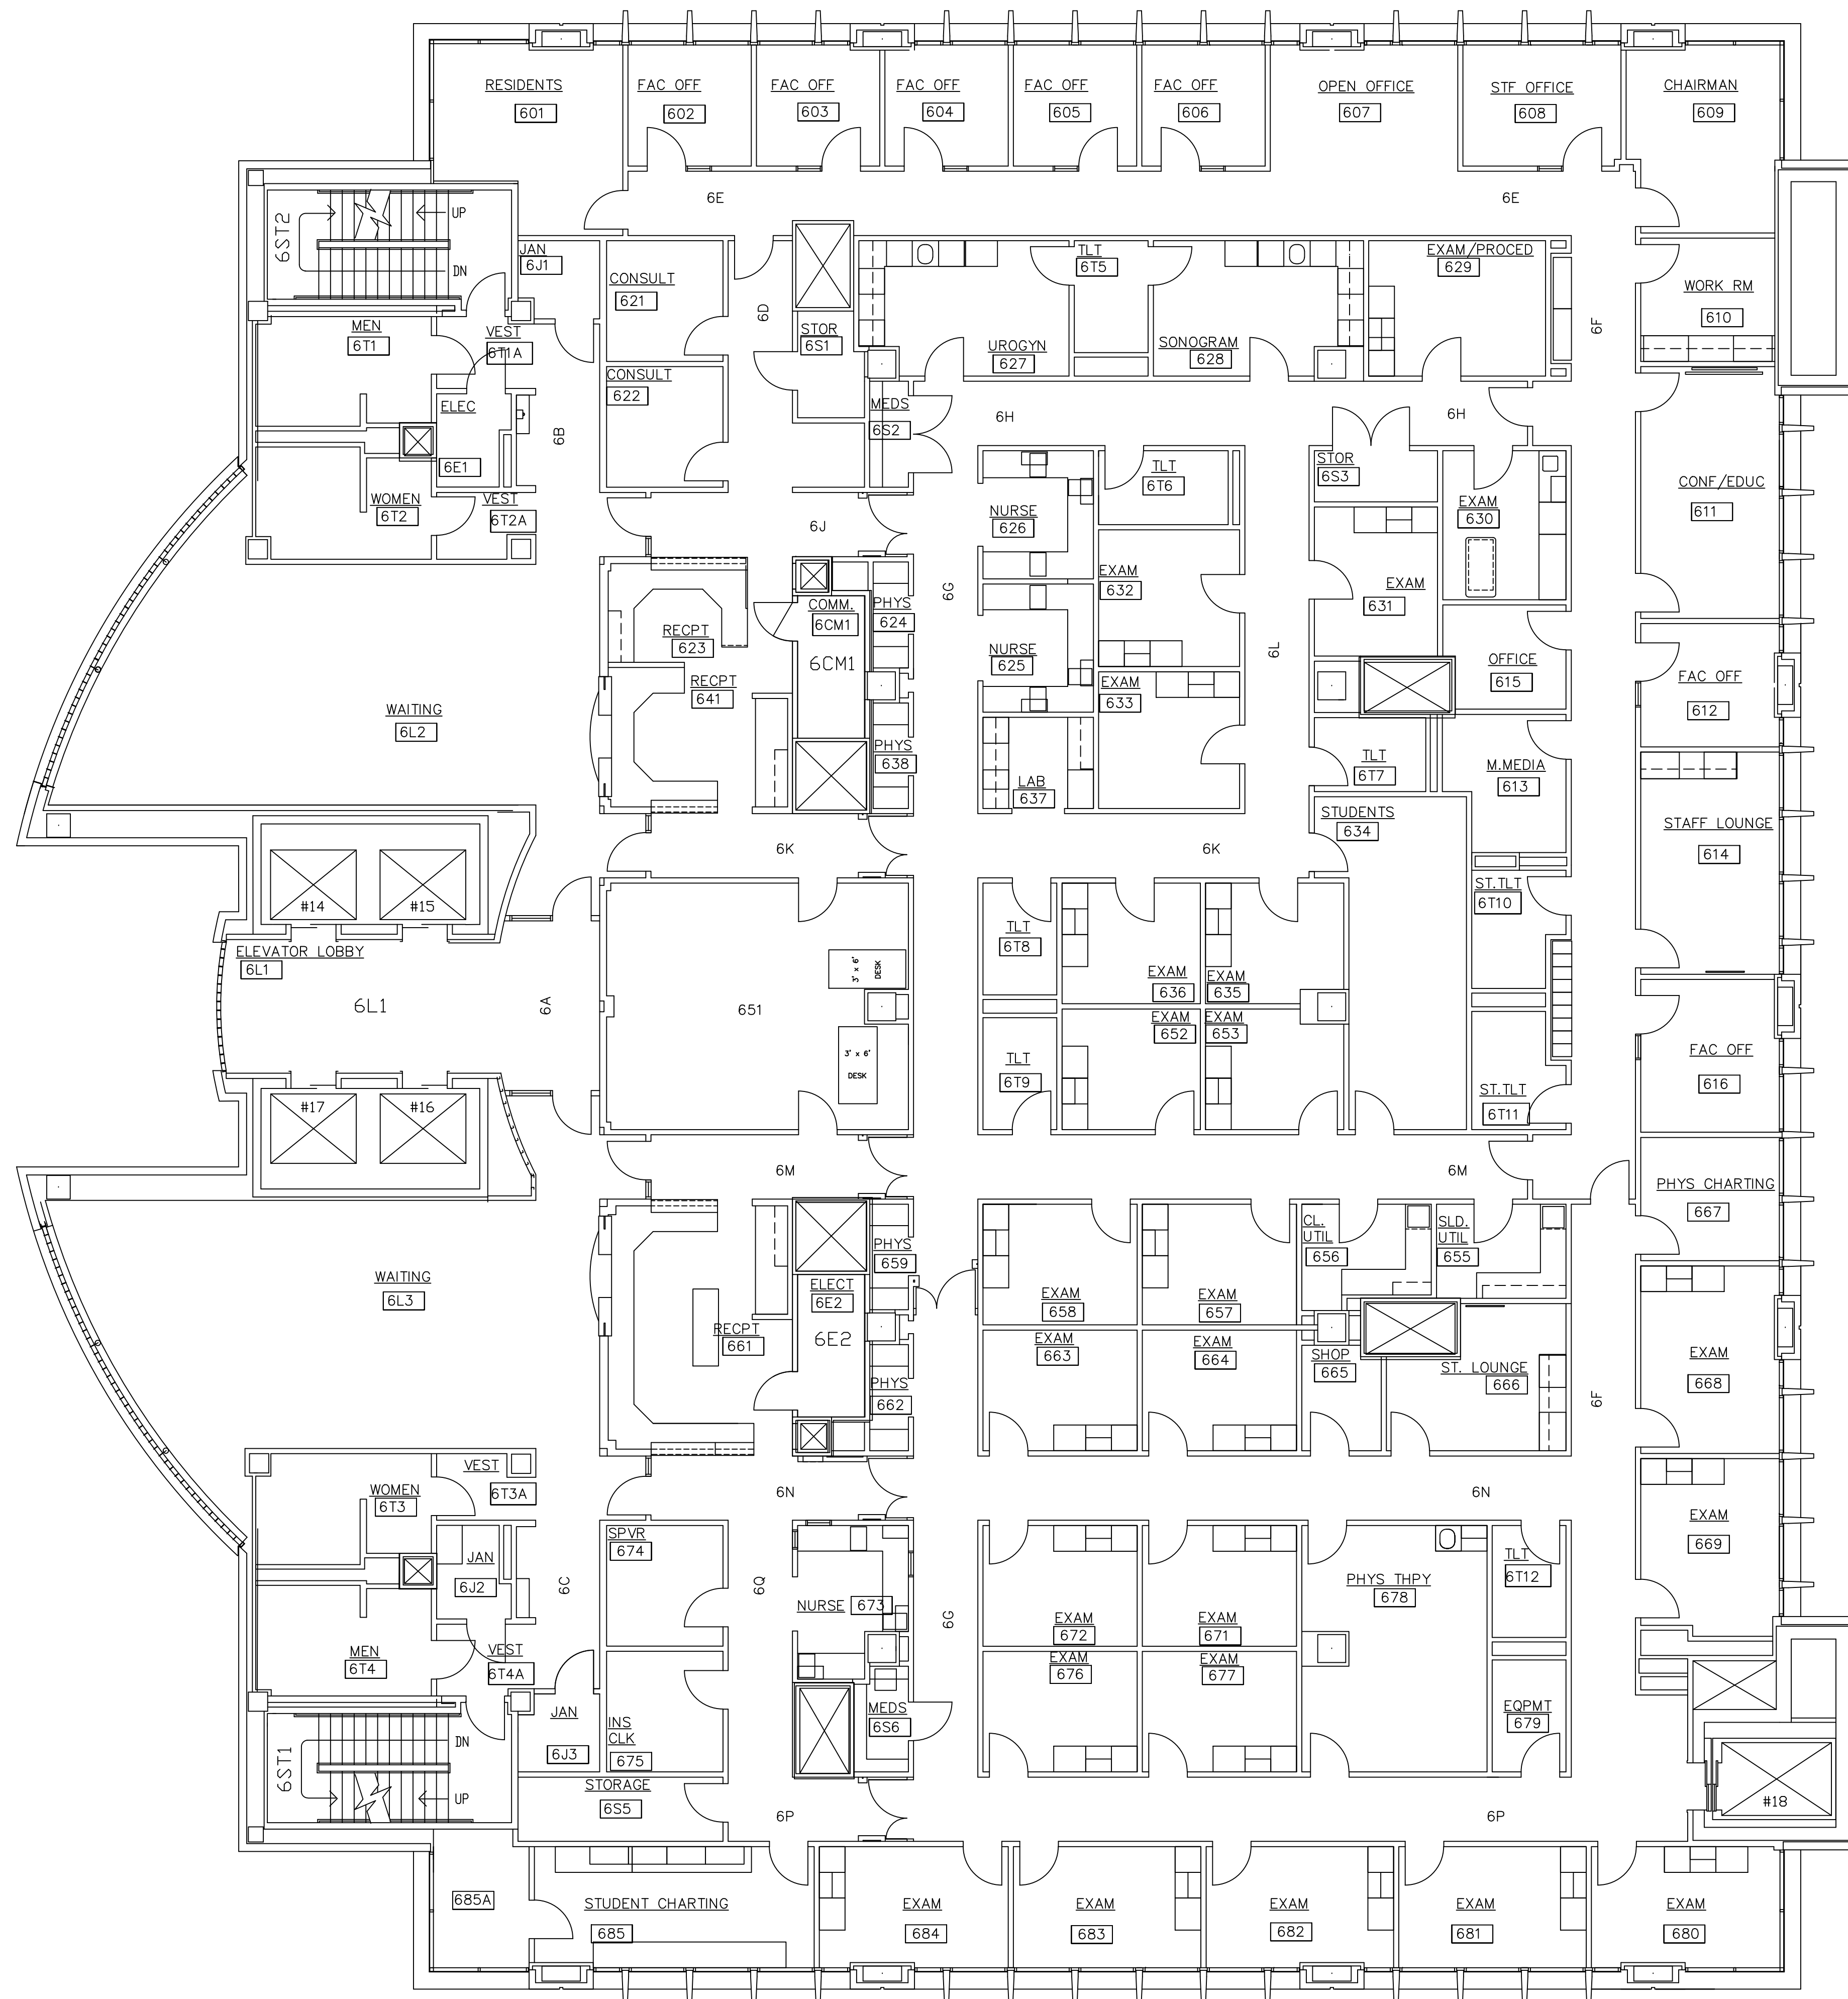 RESIDENTS
601
FAC OFF
602
FAC OFF
603
FAC OFF
604
FAC OFF
605
FAC OFF
606
OPEN OFFICE
607
STF OFFICE
608
CHAIRMAN
609
6E
6E
6ST2
UP
DN
JAN
6J1
CONSULT
621
6D
STOR
6S1
UROGYN
627
TLT
6T5
SONOGRAM
628
EXAM/PROCED
629
6F
WORK RM
610
MEN
6T1
VEST
6T1A
ELEC
6E1
6B
CONSULT
622
MEDS
6S2
6H
6H
WOMEN
6T2
VEST
6T2A
6J
NURSE
626
TLT
6T6
STOR
6S3
EXAM
630
CONF/EDUC
611
RECPT
623
COMM.
6CM1
6CM1
PHYS
624
6G
EXAM
632
EXAM
631
6L
NURSE
625
OFFICE
615
FAC OFF
612
WAITING
6L2
RECPT
641
PHYS
638
EXAM
633
LAB
637
TLT
6T7
M.MEDIA
613
STUDENTS
634
STAFF LOUNGE
614
6K
6K
#14
#15
ELEVATOR LOBBY
6L1
6L1
6A
651
3' x 6'
DESK
3' x 6'
DESK
TLT
6T8
EXAM
636
EXAM
635
ST.TLT
6T10
EXAM
652
EXAM
653
TLT
6T9
ST.TLT
6T11
FAC OFF
616
#17
#16
6M
6M
PHYS CHARTING
667
WAITING
6L3
RECPT
661
ELECT
6E2
6E2
PHYS
659
EXAM
658
EXAM
657
CL.
UTIL
656
SLD.
UTIL
655
EXAM
663
EXAM
664
SHOP
665
ST. LOUNGE
666
PHYS
662
EXAM
668
6F
WOMEN
6T3
VEST
6T3A
6N
6N
SPVR
674
JAN
6J2
6C
6Q
NURSE
673
6G
EXAM
672
EXAM
671
PHYS THPY
678
TLT
6T12
EXAM
669
MEN
6T4
VEST
6T4A
EXAM
676
EXAM
677
EQPMT
679
JAN
6J3
INS
CLK
675
MEDS
6S6
6ST1
DN
UP
STORAGE
6S5
6P
6P
#18
685A
STUDENT CHARTING
685
EXAM
684
EXAM
683
EXAM
682
EXAM
681
EXAM
680